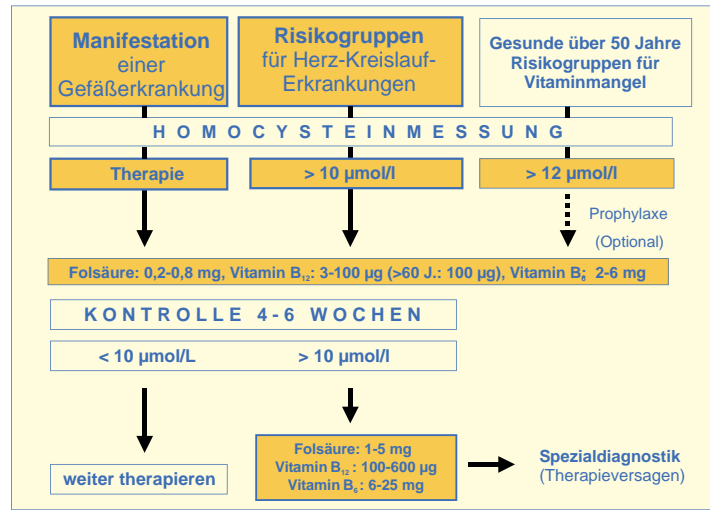 Manifestation
einer
Gefäßerkrankung
Risikogruppen
für Herz-Kreislauf-
Erkrankungen
Gesunde über 50 Jahre
Risikogruppen für
Vitaminmangel
HOMOCYSTEINMESSUNG
Therapie
> 10 µmol/l
> 12 µmol/l
Prophylaxe
(Optional)
Folsäure: 0,2-0,8 mg, Vitamin B₁₂: 3-100 µg (>60 J.: 100 µg), Vitamin B₆: 2-6 mg
KONTROLLE 4-6 WOCHEN
< 10 µmol/L
> 10 µmol/l
weiter therapieren
Folsäure: 1-5 mg
Vitamin B₁₂ : 100-600 µg
Vitamin B₆ : 6-25 mg
Spezialdiagnostik
(Therapieversagen)